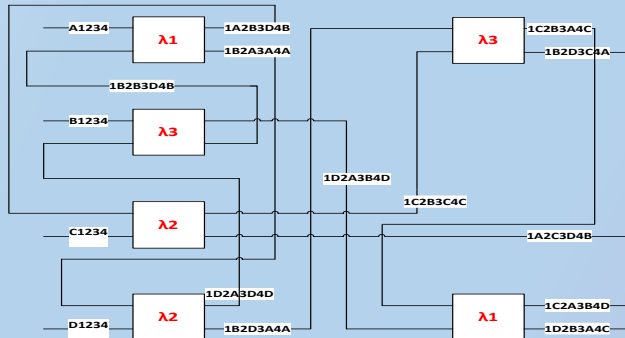 A1234
λ1
1A2B3D4B
1B2A3A4A
1B2B3D4B
B1234
λ3
1D2A3B4D
C1234
λ2
1C2B3C4C
1A2C3D4B
D1234
λ2
1D2A3D4D
1B2D3A4A
λ3
1C2B3A4C
1B2D3C4A
λ1
1C2A3B4D
1D2B3A4C